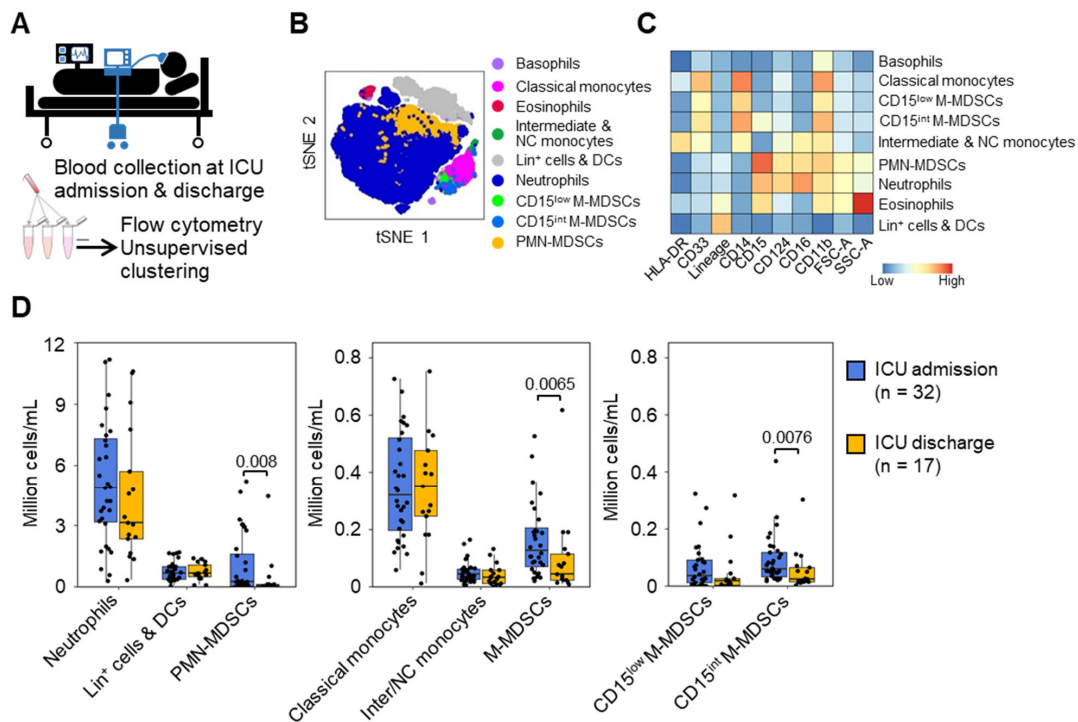 A
Blood collection at ICU
admission & discharge
Flow cytometry
Unsupervised
clustering
B
tSNE 2
tSNE 1
Basophils
Classical monocytes
Eosinophils
Intermediate &
NC monocytes
Lin⁺ cells & DCs
Neutrophils
CD15ˡᵒʷ M-MDSCs
CD15ⁱⁿᵗ M-MDSCs
PMN-MDSCs
C
Basophils
Classical monocytes
CD15ˡᵒʷ M-MDSCs
CD15ⁱⁿᵗ M-MDSCs
Intermediate & NC monocytes
PMN-MDSCs
Neutrophils
Eosinophils
Lin⁺ cells & DCs
HLA-DR
CD33
Lineage
CD14
CD15
CD124
CD16
CD11b
FSC-A
SSC-A
Low High
D
Million cells/mL
12
9
6
3
0
0.008
Neutrophils
Lin⁺ cells & DCs
PMN-MDSCs
Million cells/mL
0.8
0.6
0.4
0.2
0
0.0065
Classical monocytes
Inter/NC monocytes
M-MDSCs
Million cells/mL
0.8
0.6
0.4
0.2
0
0.0076
CD15ˡᵒʷ M-MDSCs
CD15ⁱⁿᵗ M-MDSCs
ICU admission
(n = 32)
ICU discharge
(n = 17)